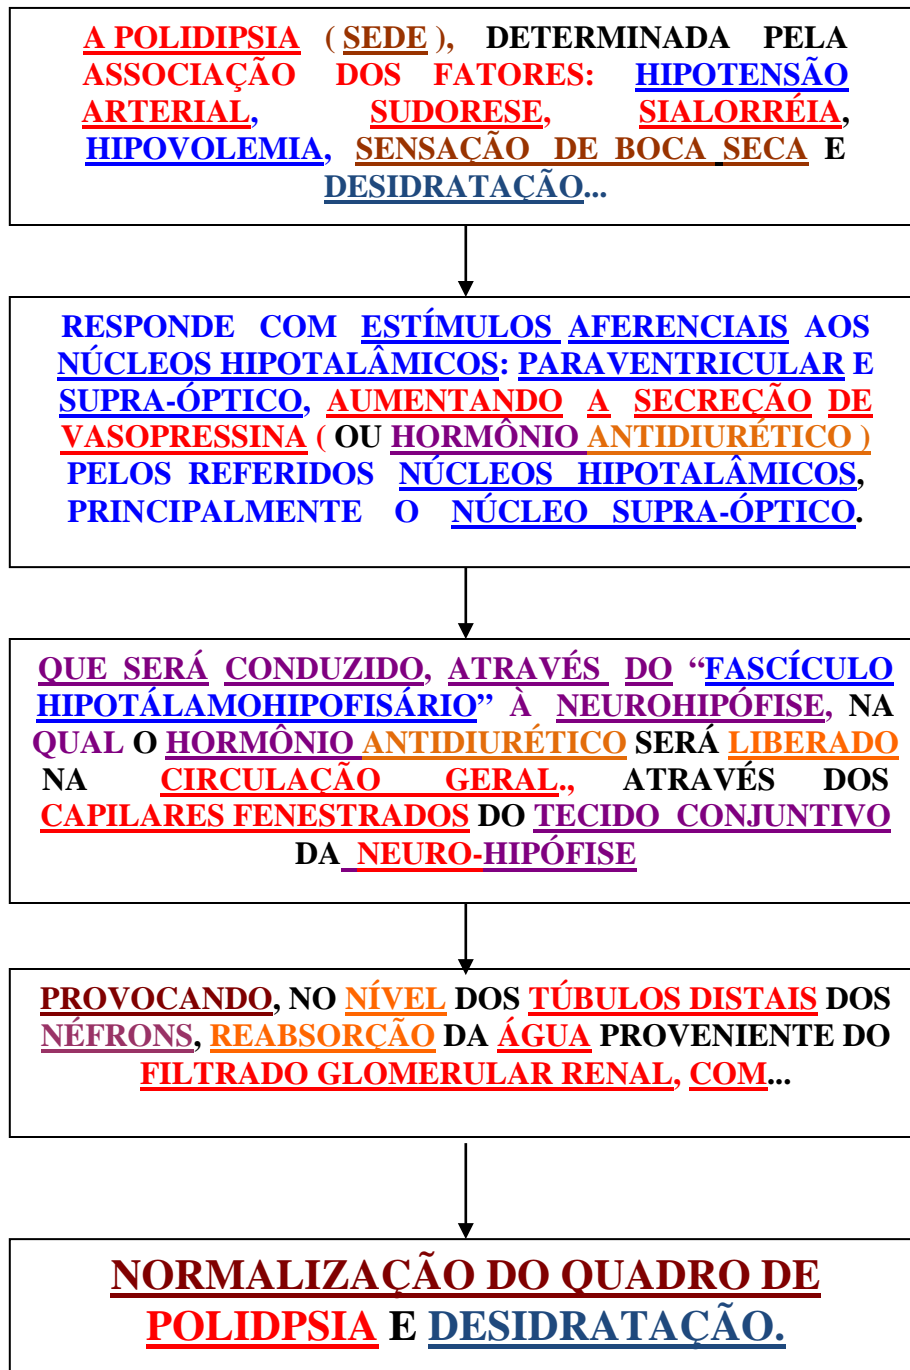 A POLIDIPSIA ( SEDE ), DETERMINADA PELA
ASSOCIAÇÃO DOS FATORES: HIPOTENSÃO
ARTERIAL, SUDORESE, SIALORRÉIA,
HIPOVOLEMIA, SENSAÇÃO DE BOCA SECA E
DESIDRATAÇÃO...
RESPONDE COM ESTÍMULOS AFERENCIAIS AOS
NÚCLEOS HIPOTALÂMICOS: PARAVENTRICULAR E
SUPRA-ÓPTICO, AUMENTANDO A SECREÇÃO DE
VASOPRESSINA ( OU HORMÔNIO ANTIDIURÉTICO )
PELOS REFERIDOS NÚCLEOS HIPOTALÂMICOS,
PRINCIPALMENTE O NÚCLEO SUPRA-ÓPTICO.
QUE SERÁ CONDUZIDO, ATRAVÉS DO “FASCÍCULO
HIPOTÁLAMOHIPOFISÁRIO” À NEUROHIPÓFISE, NA
QUAL O HORMÔNIO ANTIDIURÉTICO SERÁ LIBERADO
NA CIRCULAÇÃO GERAL., ATRAVÉS DOS
CAPILARES FENESTRADOS DO TECIDO CONJUNTIVO
DA NEURO-HIPÓFISE
PROVOCANDO, NO NÍVEL DOS TÚBULOS DISTAIS DOS
NÉFRONS, REABSORÇÃO DA ÁGUA PROVENIENTE DO
FILTRADO GLOMERULAR RENAL, COM...
NORMALIZAÇÃO DO QUADRO DE
POLIDPSIA E DESIDRATAÇÃO.